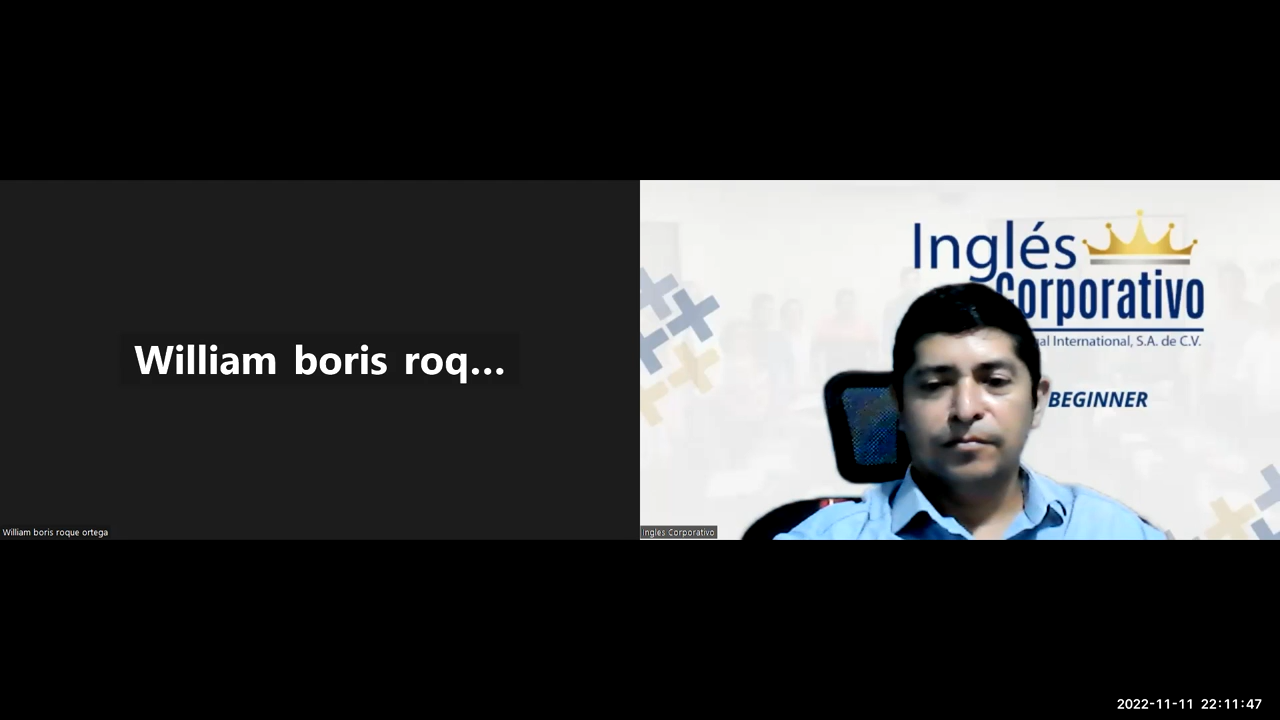 William boris roq...
William boris roque ortega
Inglés
Corporativo
International, S.A. de C.V.
BEGINNER
Ingles Corporativo
2022-11-11 22:11:47